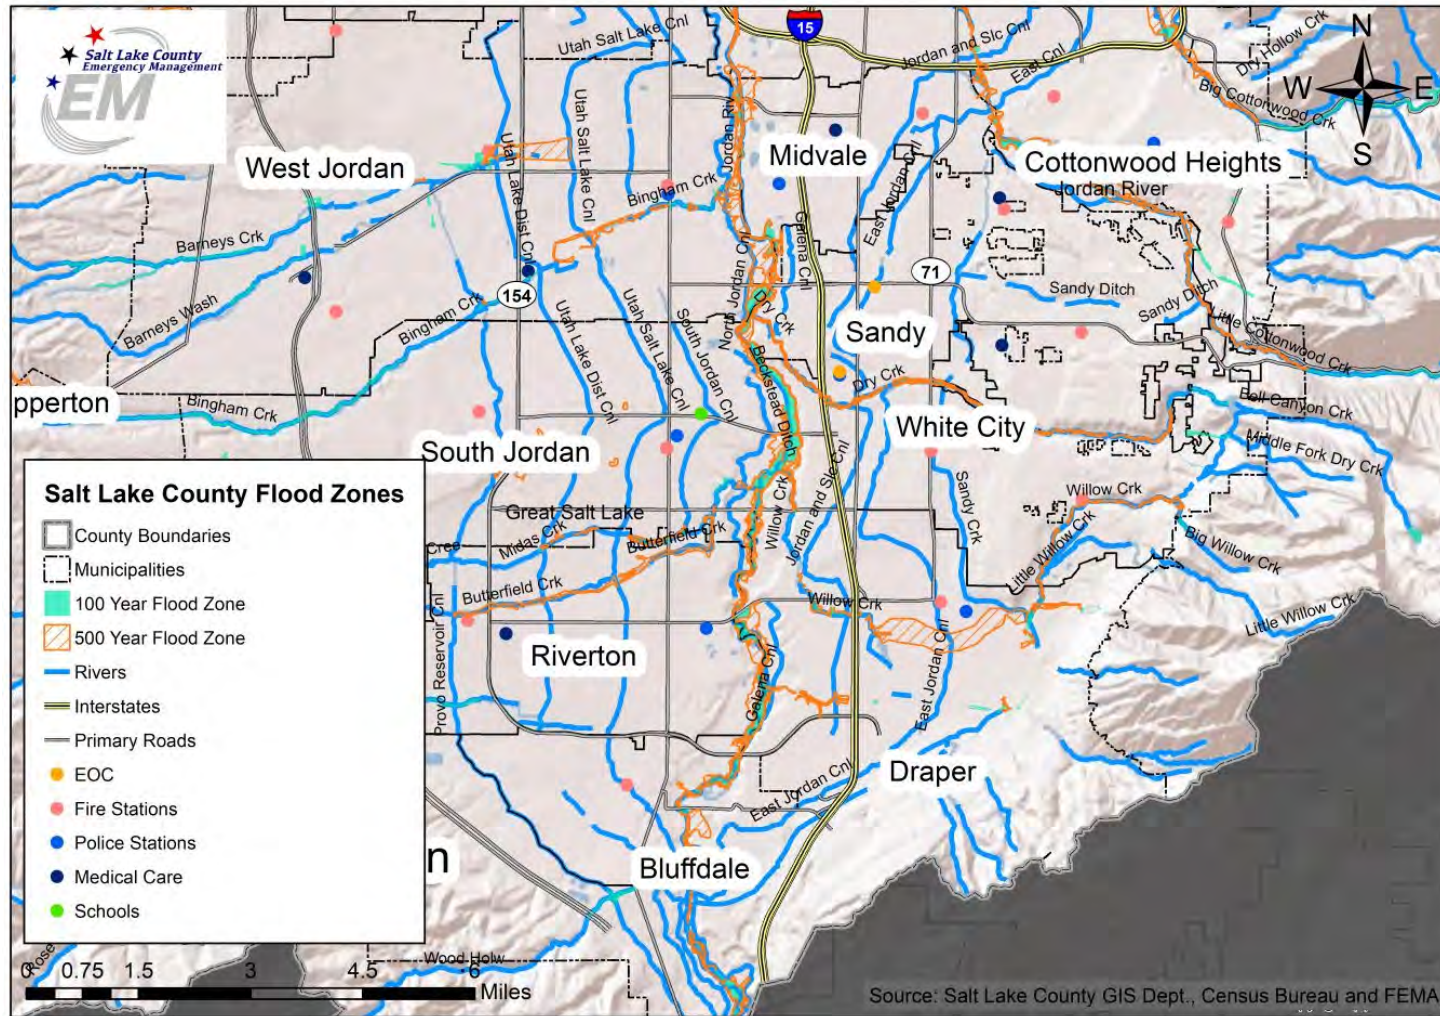 Salt Lake County
Emergency Management
EM
15
N
W E
S
Utah Salt Lake Cnl
Jordan and Slc Cnl
East Cnl
Dry Hollow Crk
Big Cottonwood Crk
West Jordan
Midvale
Cottonwood Heights
Jordan River
Utah Lake Dist Cnl
Utah Salt Lake Cnl
Bingham Crk
East Jordan Cnl
Galena Cnl
Barneys Crk
71
Sandy Ditch
Sandy Ditch
154
Barneys Wash
Bingham Crk
North Jordan Cnl
Dry Crk
Sandy
Little Cottonwood Crk
Utah Lake Dist Cnl
Utah Salt Lake Cnl
South Jordan Cnl
Beckstead Ditch
Dry Crk
pperton
Bingham Crk
Bell Canyon Crk
White City
Middle Fork Dry Crk
South Jordan
Jordan and Slc Cnl
Willow Crk
Sandy Crk
Willow Crk
Great Salt Lake
Midas Crk
Butterfield Crk
Cree
Little Willow Crk
Big Willow Crk
Butterfield Crk
Willow Crk
Little Willow Crk
Provo Reservoir Cnl
Riverton
Galena Cnl
East Jordan Cnl
Draper
East Jordan Cnl
Bluffdale
n
Wood Holw
Rose
Salt Lake County Flood Zones
County Boundaries
Municipalities
100 Year Flood Zone
500 Year Flood Zone
Rivers
Interstates
Primary Roads
EOC
Fire Stations
Police Stations
Medical Care
Schools
0 0.75 1.5 3 4.5 6
Miles
Source: Salt Lake County GIS Dept., Census Bureau and FEMA